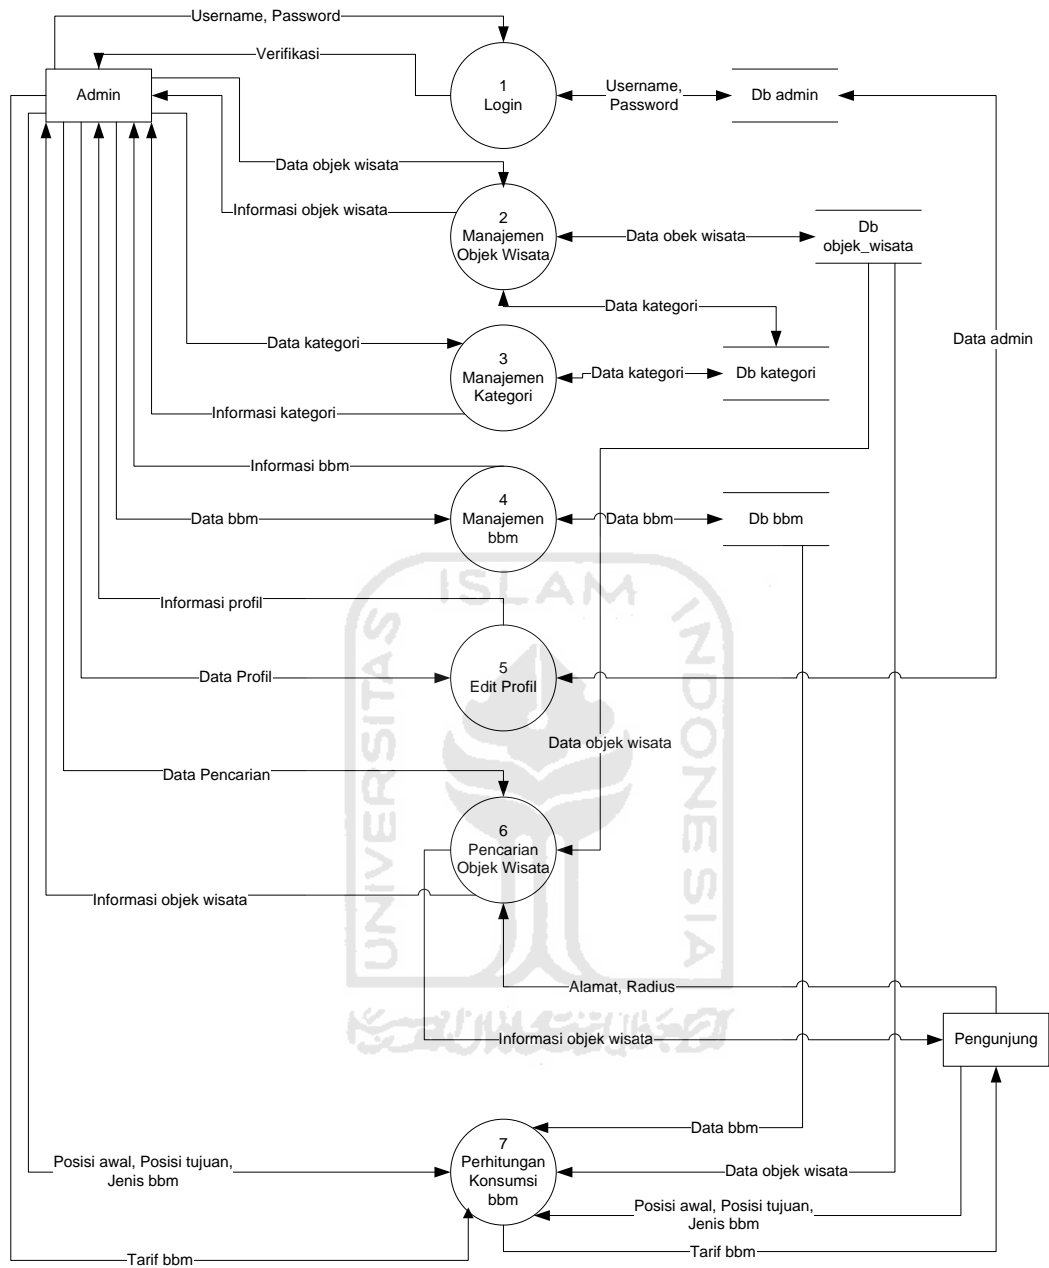 Username, Password
Verifikasi
Admin
1
Login
Username,
Password
Db admin
Data objek wisata
Informasi objek wisata
2
Manajemen
Objek Wisata
Data obek wisata
Db
objek_wisata
Data kategori
Data admin
Data kategori
3
Manajemen
Kategori
Data kategori
Db kategori
Informasi kategori
Informasi bbm
4
Manajemen
bbm
Data bbm
Data bbm
Db bbm
ISLAM
UNIVERSITAS
INDONESIA
Informasi profil
5
Edit Profil
Data Profil
Data objek wisata
Data Pencarian
6
Pencarian
Objek Wisata
Informasi objek wisata
Alamat, Radius
Informasi objek wisata
Pengunjung
Data bbm
7
Perhitungan
Konsumsi
bbm
Posisi awal, Posisi tujuan,
Jenis bbm
Data objek wisata
Posisi awal, Posisi tujuan,
Jenis bbm
Tarif bbm
Tarif bbm